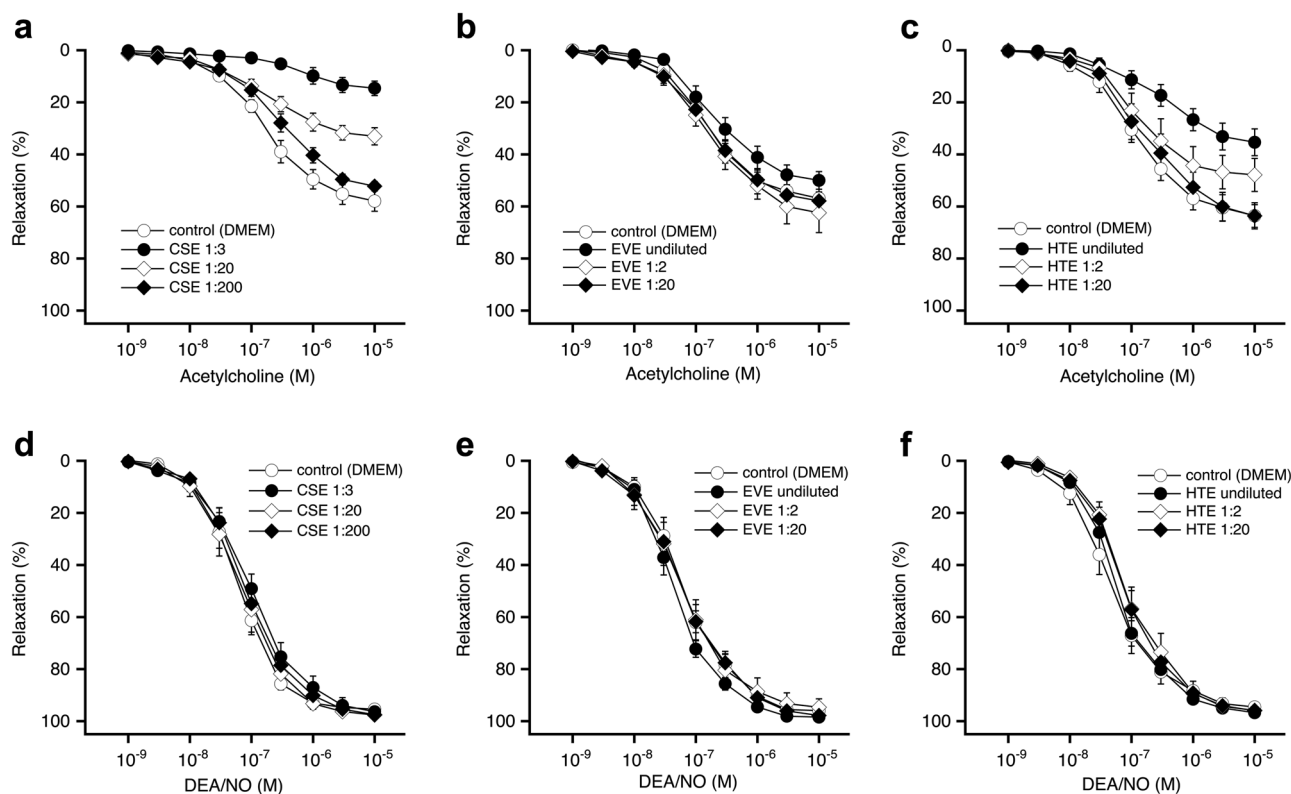 a
0
20
40
60
80
100
Relaxation (%)
control (DMEM)
CSE 1:3
CSE 1:20
CSE 1:200
10-9
10-8
10-7
10-6
10-5
Acetylcholine (M)
b
0
20
40
60
80
100
Relaxation (%)
control (DMEM)
EVE undiluted
EVE 1:2
EVE 1:20
10-9
10-8
10-7
10-6
10-5
Acetylcholine (M)
c
0
20
40
60
80
100
Relaxation (%)
control (DMEM)
HTE undiluted
HTE 1:2
HTE 1:20
10-9
10-8
10-7
10-6
10-5
Acetylcholine (M)
d
0
20
40
60
80
100
Relaxation (%)
control (DMEM)
CSE 1:3
CSE 1:20
CSE 1:200
10-9
10-8
10-7
10-6
10-5
DEA/NO (M)
e
0
20
40
60
80
100
Relaxation (%)
control (DMEM)
EVE undiluted
EVE 1:2
EVE 1:20
10-9
10-8
10-7
10-6
10-5
DEA/NO (M)
f
0
20
40
60
80
100
Relaxation (%)
control (DMEM)
HTE undiluted
HTE 1:2
HTE 1:20
10-9
10-8
10-7
10-6
10-5
DEA/NO (M)